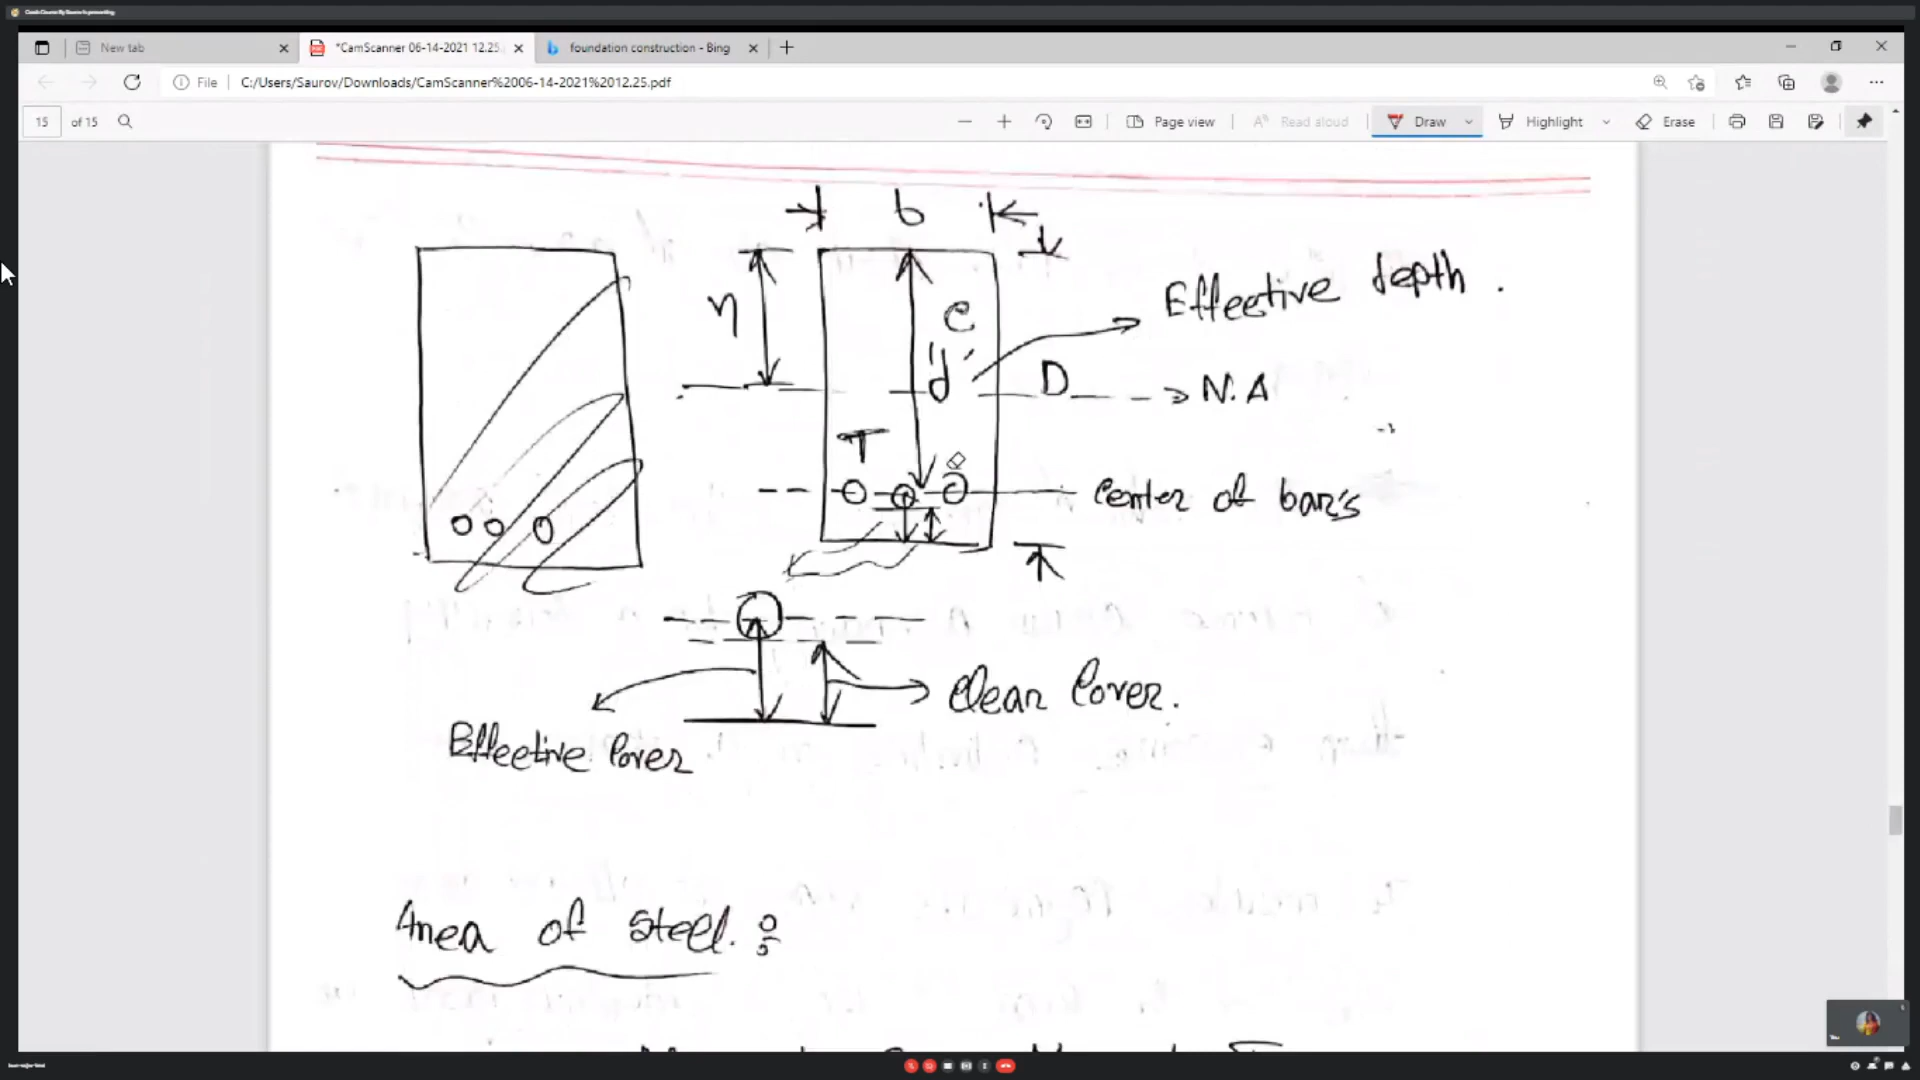 New tab
*CamScanner 06-14-2021 12.25.
foundation construction - Bing
File
C:/Users/Saurov/Downloads/CamScanner%2006-14-2021%2012.25.pdf
15 of 15
Page view
Read aloud
Draw
Highlight
Erase
b
Effective depth.
η
C
'd'
D
N.A
T
center of bar's
Clear Cover.
Effective Cover
Area of Steel.:
You